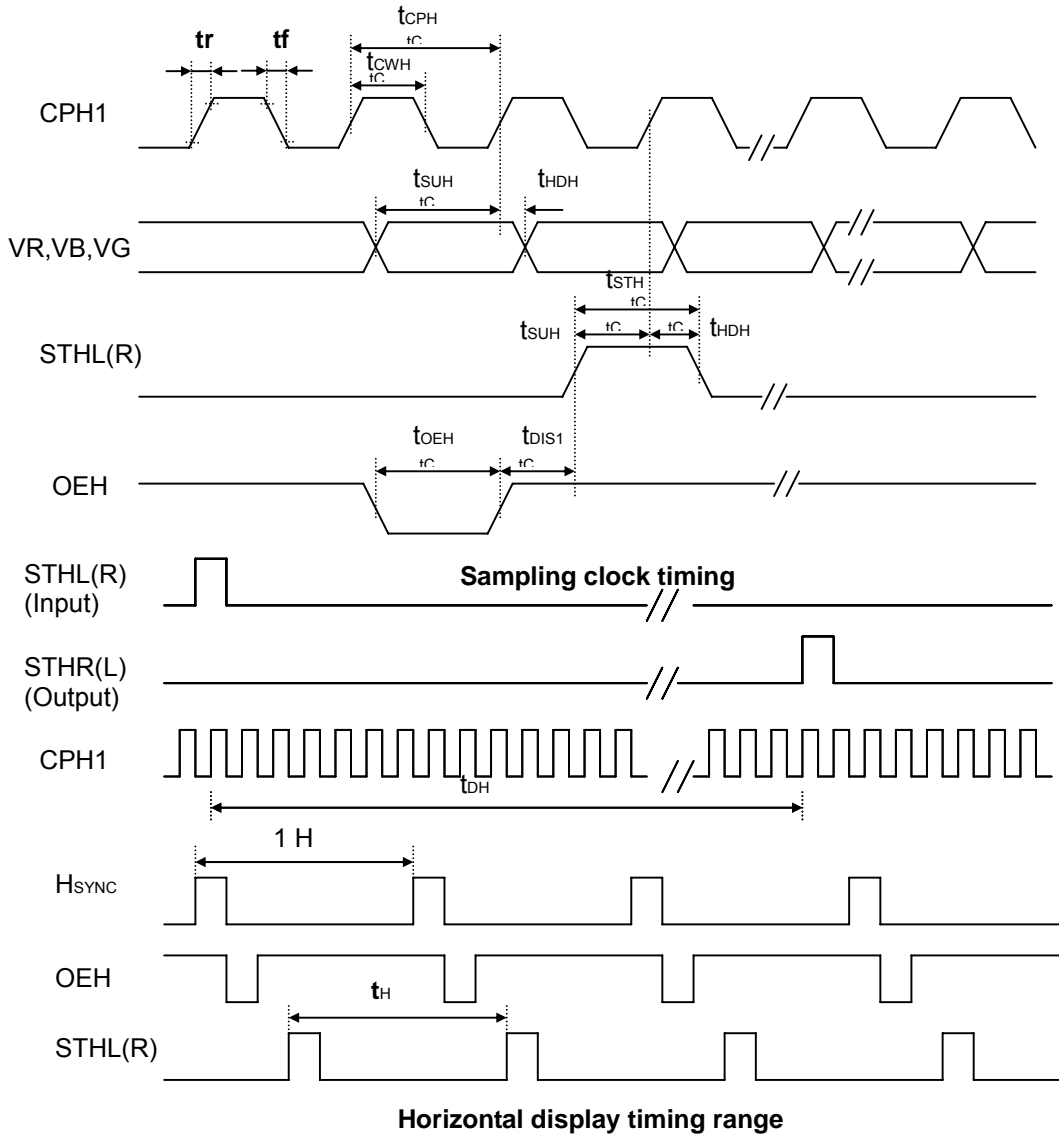 tCPH
tC
tr
tf
tCWH
tC
CPH1
tSUH
tHDH
tC
VR,VB,VG
tSTH
tC
tSUH
tC
tC
tHDH
STHL(R)
tOEH
tDIS1
tC
tC
OEH
STHL(R)
(Input)
Sampling clock timing
STHR(L)
(Output)
CPH1
tDH
1 H
HSYNC
OEH
tH
STHL(R)
Horizontal display timing range